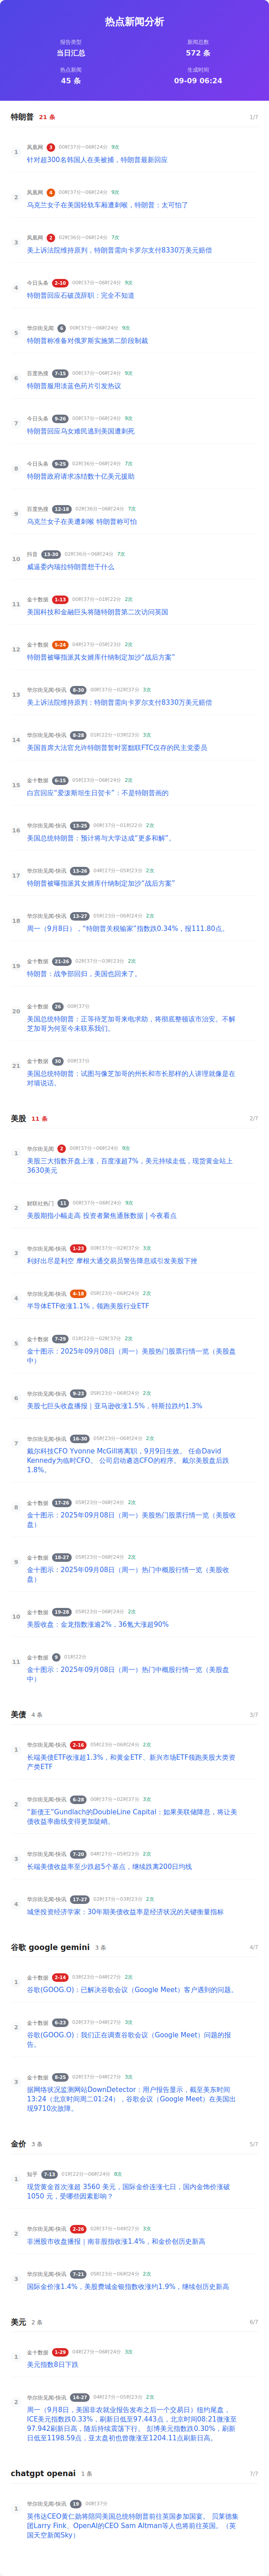 热点新闻分析
报告类型
当日汇总
新闻总数
572 条
热点新闻
45 条
生成时间
09-09 06:24
特朗普 21 条 1/7
1
凤凰网 3 00时37分~06时24分 9次
针对超300名韩国人在美被捕，特朗普最新回应
2
凤凰网 4 00时37分~06时24分 9次
乌克兰女子在美国轻轨车厢遭刺喉，特朗普：太可怕了
3
凤凰网 2 02时36分~06时24分 7次
美上诉法院维持原判，特朗普需向卡罗尔支付8330万美元赔偿
4
今日头条 2-10 00时37分~06时24分 9次
特朗普回应石破茂辞职：完全不知道
5
华尔街见闻 6 00时37分~06时24分 9次
特朗普称准备对俄罗斯实施第二阶段制裁
6
百度热搜 7-15 00时37分~06时24分 9次
特朗普服用淡蓝色药片引发热议
7
今日头条 9-26 00时37分~06时24分 9次
特朗普回应乌女难民逃到美国遭刺死
8
今日头条 9-25 02时36分~06时24分 7次
特朗普政府请求冻结数十亿美元援助
9
百度热搜 12-18 02时36分~06时24分 7次
乌克兰女子在美遭刺喉 特朗普称可怕
10
抖音 13-30 02时36分~06时24分 7次
威逼委内瑞拉特朗普想干什么
11
金十数据 1-13 00时37分~01时22分 2次
美国科技和金融巨头将随特朗普第二次访问英国
12
金十数据 5-24 04时27分~05时23分 2次
特朗普被曝指派其女婿库什纳制定加沙“战后方案”
13
华尔街见闻-快讯 8-30 00时37分~02时37分 3次
美上诉法院维持原判：特朗普需向卡罗尔支付8330万美元赔偿
14
华尔街见闻-快讯 8-28 01时22分~03时23分 3次
美国首席大法官允许特朗普暂时罢黜联FTC仅存的民主党委员
15
金十数据 6-15 05时23分~06时24分 2次
白宫回应“爱泼斯坦生日贺卡”：不是特朗普画的
16
华尔街见闻-快讯 13-25 00时37分~01时22分 2次
美国总统特朗普：预计将与大学达成“更多和解”。
17
华尔街见闻-快讯 13-26 04时27分~05时23分 2次
特朗普被曝指派其女婿库什纳制定加沙“战后方案”
18
华尔街见闻-快讯 13-27 05时23分~06时24分 2次
周一（9月8日），“特朗普关税输家”指数跌0.34%，报111.80点。
19
金十数据 21-26 02时37分~03时23分 2次
特朗普：战争部回归，美国也回来了。
20
金十数据 26 00时37分
美国总统特朗普：正等待芝加哥来电求助，将彻底整顿该市治安。不解
芝加哥为何至今未联系我们。
21
金十数据 30 00时37分
美国总统特朗普：试图与像芝加哥的州长和市长那样的人讲理就像是在
对墙说话。
美股 11 条 2/7
1
华尔街见闻 2 00时37分~06时24分 9次
美股三大指数开盘上涨，百度涨超7%，美元持续走低，现货黄金站上
3630美元
2
财联社热门 11 00时37分~06时24分 9次
美股期指小幅走高 投资者聚焦通胀数据 | 今夜看点
3
华尔街见闻-快讯 1-23 00时37分~02时37分 3次
利好出尽是利空 摩根大通交易员警告降息或引发美股下挫
4
华尔街见闻-快讯 4-18 05时23分~06时24分 2次
半导体ETF收涨1.1%，领跑美股行业ETF
5
金十数据 7-29 01时22分~02时37分 2次
金十图示：2025年09月08日（周一）美股热门股票行情一览（美股盘
中）
6
华尔街见闻-快讯 9-23 05时23分~06时24分 2次
美股七巨头收盘播报｜亚马逊收涨1.5%，特斯拉跌约1.3%
7
华尔街见闻-快讯 16-30 05时23分~06时24分 2次
戴尔科技CFO Yvonne McGill将离职，9月9日生效。 任命David
Kennedy为临时CFO。 公司启动遴选CFO的程序。 戴尔美股盘后跌
1.8%。
8
金十数据 17-26 05时23分~06时24分 2次
金十图示：2025年09月08日（周一）美股热门股票行情一览（美股收
盘）
9
金十数据 18-27 05时23分~06时24分 2次
金十图示：2025年09月08日（周一）热门中概股行情一览（美股收
盘）
10
金十数据 19-28 05时23分~06时24分 2次
美股收盘：金龙指数涨逾2%，36氪大涨超90%
11
金十数据 9 01时22分
金十图示：2025年09月08日（周一）热门中概股行情一览（美股盘
中）
美债 4 条 3/7
1
华尔街见闻-快讯 2-16 05时23分~06时24分 2次
长端美债ETF收涨超1.3%，和黄金ETF、新兴市场ETF领跑美股大类资
产类ETF
2
华尔街见闻-快讯 6-28 00时37分~02时37分 3次
“新债王”Gundlach的DoubleLine Capital：如果美联储降息，将让美
债收益率曲线变得更加陡峭。
3
华尔街见闻-快讯 7-20 04时27分~05时23分 2次
长端美债收益率至少跌超5个基点，继续跌离200日均线
4
华尔街见闻-快讯 17-27 02时37分~03时23分 2次
城堡投资经济学家：30年期美债收益率是经济状况的关键衡量指标
谷歌 google gemini 3 条 4/7
1
金十数据 2-14 03时23分~04时27分 2次
谷歌(GOOG.O)：已解决谷歌会议（Google Meet）客户遇到的问题。
2
金十数据 6-23 02时37分~04时27分 3次
谷歌(GOOG.O)：我们正在调查谷歌会议（Google Meet）问题的报
告。
3
金十数据 8-25 02时37分~04时27分 3次
据网络状况监测网站DownDetector：用户报告显示，截至美东时间
13:24（北京时间周二01:24），谷歌会议（Google Meet）在美国出
现9710次故障。
金价 3 条 5/7
1
知乎 7-13 01时22分~06时24分 8次
现货黄金首次涨超 3560 美元，国际金价连涨七日，国内金饰价涨破
1050 元，受哪些因素影响？
2
华尔街见闻-快讯 2-26 02时37分~04时27分 3次
非洲股市收盘播报｜南非股指收涨1.4%，和金价创历史新高
3
华尔街见闻-快讯 7-21 05时23分~06时24分 2次
国际金价涨1.4%，美股费城金银指数收涨约1.9%，继续创历史新高
美元 2 条 6/7
1
金十数据 1-29 04时27分~06时24分 3次
美元指数8日下跌
2
华尔街见闻-快讯 14-27 04时27分~05时23分 2次
周一（9月8日，美国非农就业报告发布之后一个交易日）纽约尾盘，
ICE美元指数跌0.33%，刷新日低至97.443点，北京时间08:21微涨至
97.942刷新日高，随后持续震荡下行。 彭博美元指数跌0.30%，刷新
日低至1198.59点，亚太盘初也曾微涨至1204.11点刷新日高。
chatgpt openai 1 条 7/7
1
华尔街见闻-快讯 19 00时37分
英伟达CEO黄仁勋将陪同美国总统特朗普前往英国参加国宴。 贝莱德集
团Larry Fink、OpenAI的CEO Sam Altman等人也将前往英国。（英
国天空新闻Sky）